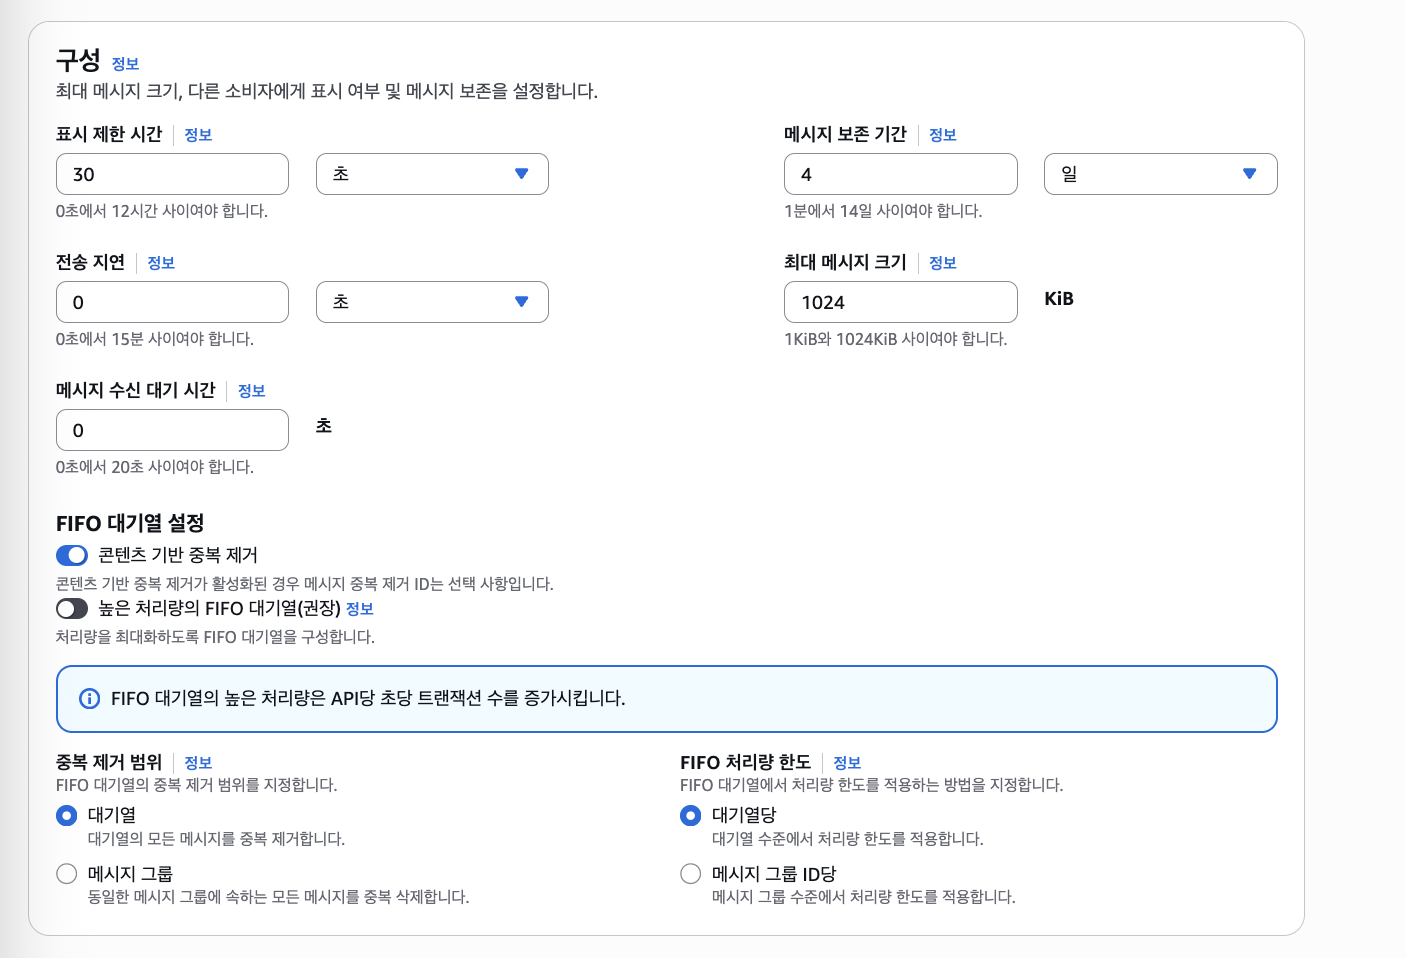 구성 정보
최대 메시지 크기, 다른 소비자에게 표시 여부 및 메시지 보존을 설정합니다.
표시 제한 시간 정보
30 초
0초에서 12시간 사이여야 합니다.
메시지 보존 기간 정보
4 일
1분에서 14일 사이여야 합니다.
전송 지연 정보
0 초
0초에서 15분 사이여야 합니다.
최대 메시지 크기 정보
1024 KiB
1KiB와 1024KiB 사이여야 합니다.
메시지 수신 대기 시간 정보
0 초
0초에서 20초 사이여야 합니다.
FIFO 대기열 설정
콘텐츠 기반 중복 제거
콘텐츠 기반 중복 제거가 활성화된 경우 메시지 중복 제거 ID는 선택 사항입니다.
높은 처리량의 FIFO 대기열(권장) 정보
처리량을 최대화하도록 FIFO 대기열을 구성합니다.
FIFO 대기열의 높은 처리량은 API당 초당 트랜잭션 수를 증가시킵니다.
중복 제거 범위 정보
FIFO 대기열의 중복 제거 범위를 지정합니다.
대기열
대기열의 모든 메시지를 중복 제거합니다.
메시지 그룹
동일한 메시지 그룹에 속하는 모든 메시지를 중복 삭제합니다.
FIFO 처리량 한도 정보
FIFO 대기열에서 처리량 한도를 적용하는 방법을 지정합니다.
대기열당
대기열 수준에서 처리량 한도를 적용합니다.
메시지 그룹 ID당
메시지 그룹 수준에서 처리량 한도를 적용합니다.